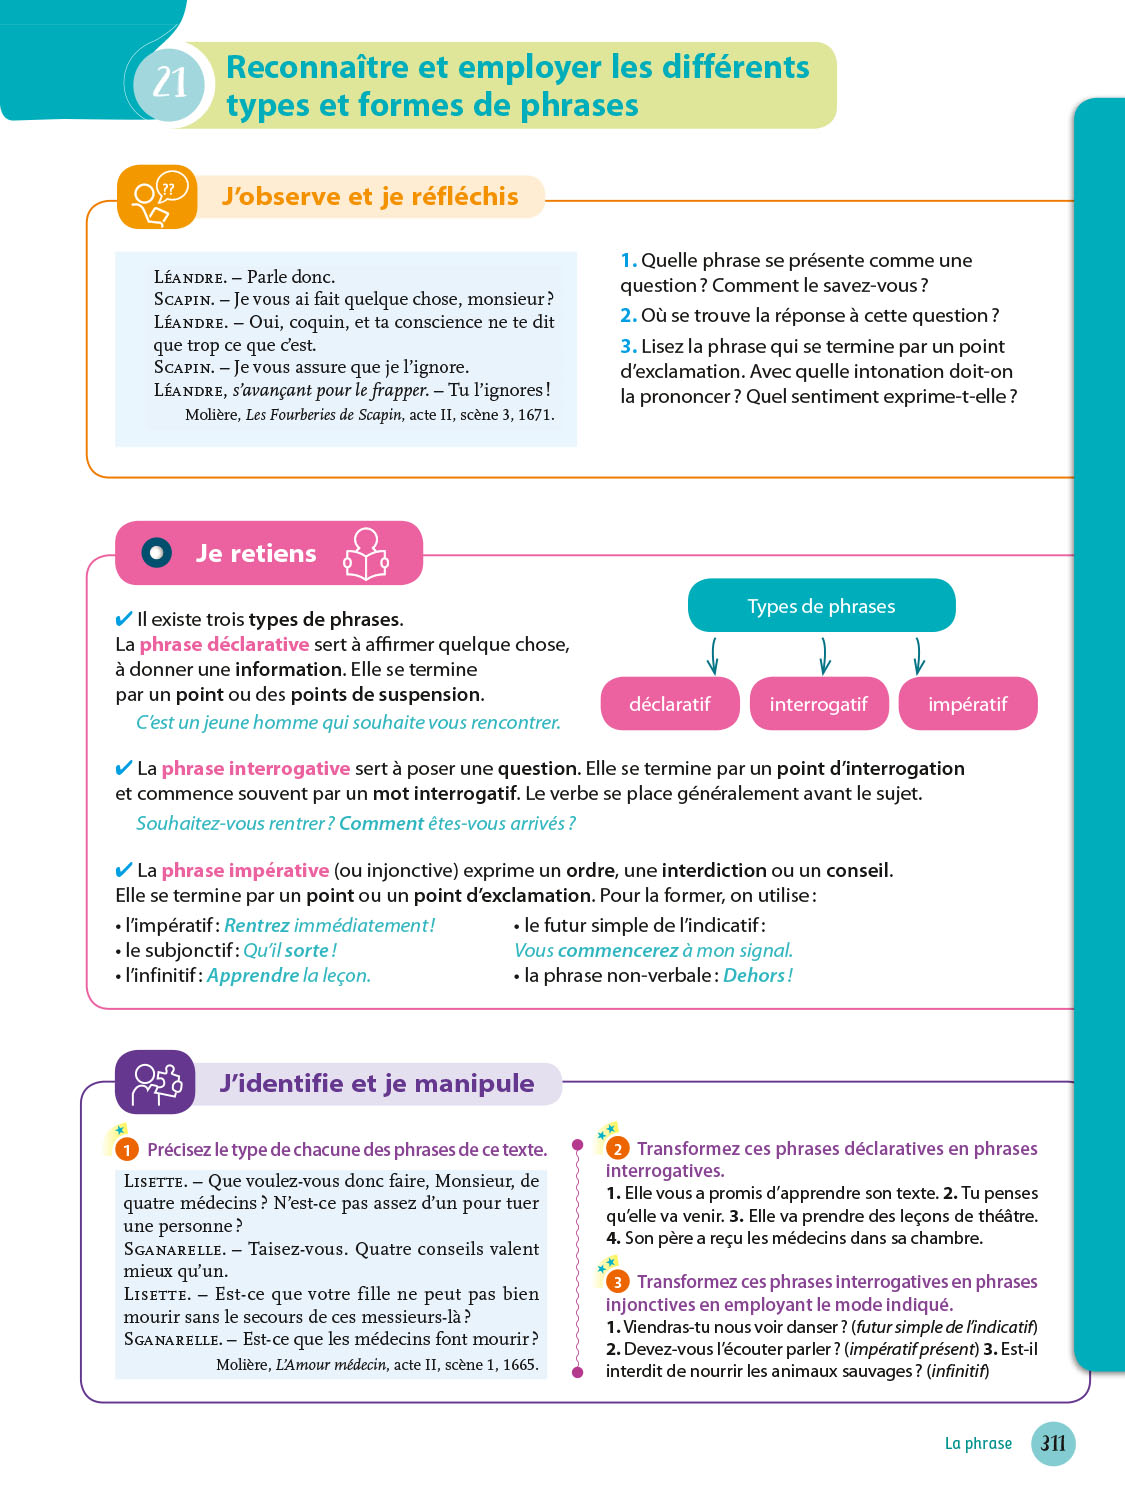 21
Reconnaître et employer les différents
types et formes de phrases
??
J’observe et je réfléchis
LÉANDRE. – Parle donc.
SCAPIN. – Je vous ai fait quelque chose, monsieur ?
LÉANDRE. – Oui, coquin, et ta conscience ne te dit
que trop ce que c’est.
SCAPIN. – Je vous assure que je l’ignore.
LÉANDRE, s’avançant pour le frapper. – Tu l’ignores !
Molière, Les Fourberies de Scapin, acte II, scène 3, 1671.
1. Quelle phrase se présente comme une
question ? Comment le savez-vous ?
2. Où se trouve la réponse à cette question ?
3. Lisez la phrase qui se termine par un point
d’exclamation. Avec quelle intonation doit-on
la prononcer ? Quel sentiment exprime-t-elle ?
Je retiens
✔ Il existe trois types de phrases.
La phrase déclarative sert à affirmer quelque chose,
à donner une information. Elle se termine
par un point ou des points de suspension.
C’est un jeune homme qui souhaite vous rencontrer.
Types de phrases
déclaratif interrogatif impératif
✔ La phrase interrogative sert à poser une question. Elle se termine par un point d’interrogation
et commence souvent par un mot interrogatif. Le verbe se place généralement avant le sujet.
Souhaitez-vous rentrer ? Comment êtes-vous arrivés ?
✔ La phrase impérative (ou injonctive) exprime un ordre, une interdiction ou un conseil.
Elle se termine par un point ou un point d’exclamation. Pour la former, on utilise :
• l’impératif : Rentrez immédiatement !
• le subjonctif : Qu’il sorte !
• l’infinitif : Apprendre la leçon.
• le futur simple de l’indicatif :
Vous commencerez à mon signal.
• la phrase non-verbale : Dehors !
J’identifie et je manipule
1 Précisez le type de chacune des phrases de ce texte.
LISETTE. – Que voulez-vous donc faire, Monsieur, de
quatre médecins ? N’est-ce pas assez d’un pour tuer
une personne ?
SGANARELLE. – Taisez-vous. Quatre conseils valent
mieux qu’un.
LISETTE. – Est-ce que votre fille ne peut pas bien
mourir sans le secours de ces messieurs-là ?
SGANARELLE. – Est-ce que les médecins font mourir ?
Molière, L’Amour médecin, acte II, scène 1, 1665.
2 Transformez ces phrases déclaratives en phrases
interrogatives.
1. Elle vous a promis d’apprendre son texte. 2. Tu penses
qu’elle va venir. 3. Elle va prendre des leçons de théâtre.
4. Son père a reçu les médecins dans sa chambre.
3 Transformez ces phrases interrogatives en phrases
injonctives en employant le mode indiqué.
1. Viendras-tu nous voir danser ? (futur simple de l’indicatif)
2. Devez-vous l’écouter parler ? (impératif présent) 3. Est-il
interdit de nourrir les animaux sauvages ? (infinitif)
La phrase 311